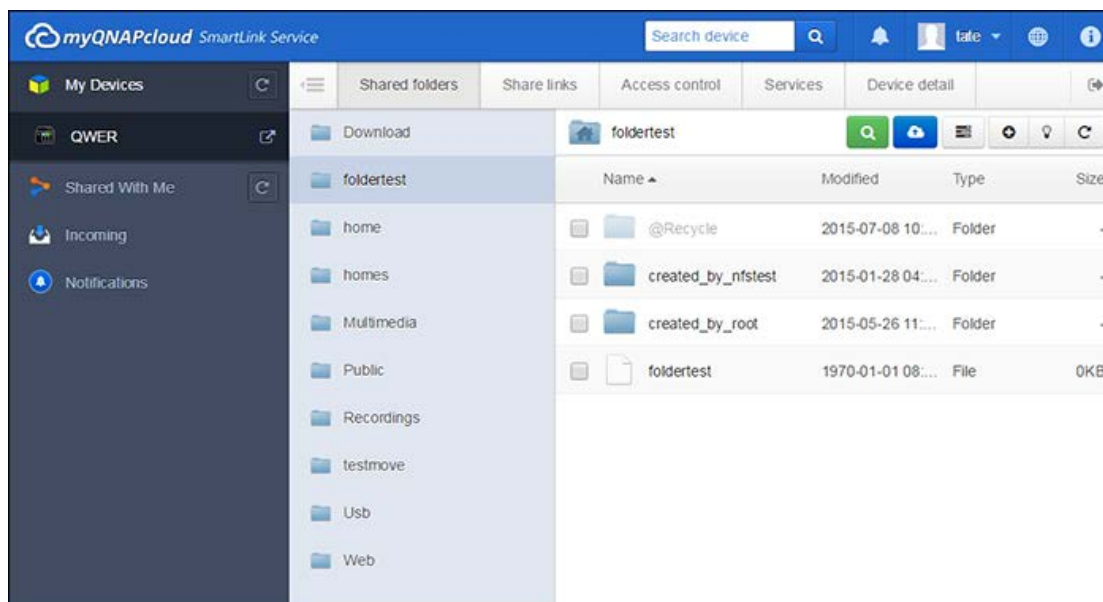 myQNAPcloud SmartLink Service
Search device
tate
My Devices
QWER
Shared With Me
Incoming
Notifications
Shared folders
Share links
Access control
Services
Device detail
Download
foldertest
home
homes
Multimedia
Public
Recordings
testmove
Usb
Web
foldertest
Name Modified Type Size
@Recycle 2015-07-08 10:... Folder -
created_by_nfstest 2015-01-28 04:... Folder -
created_by_root 2015-05-26 11:... Folder -
foldertest 1970-01-01 08:... File 0KB